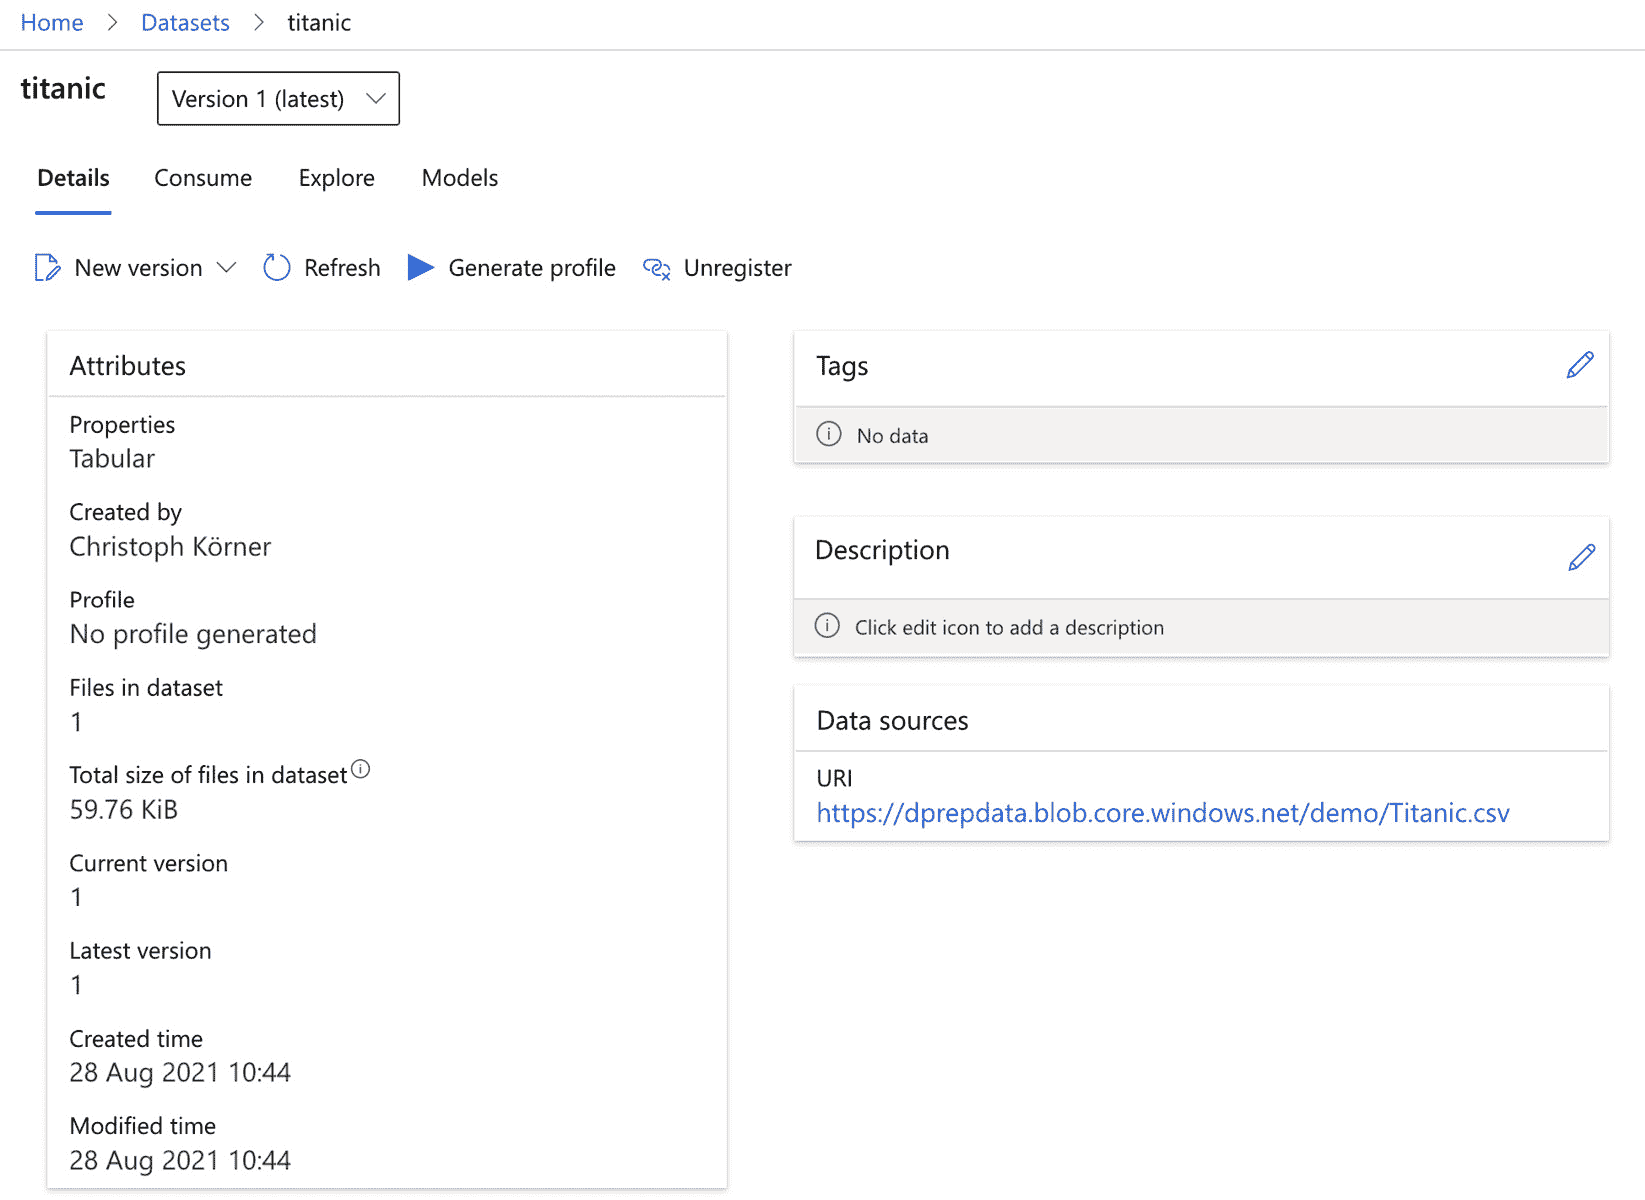 Home > Datasets > titanic
titanic
Version 1 (latest)
Details Consume Explore Models
New version Refresh Generate profile Unregister
Attributes
Properties
Tabular
Created by
Christoph Körner
Profile
No profile generated
Files in dataset
1
Total size of files in dataset
59.76 KiB
Current version
1
Latest version
1
Created time
28 Aug 2021 10:44
Modified time
28 Aug 2021 10:44
Tags
No data
Description
Click edit icon to add a description
Data sources
URI
https://dprepdata.blob.core.windows.net/demo/Titanic.csv